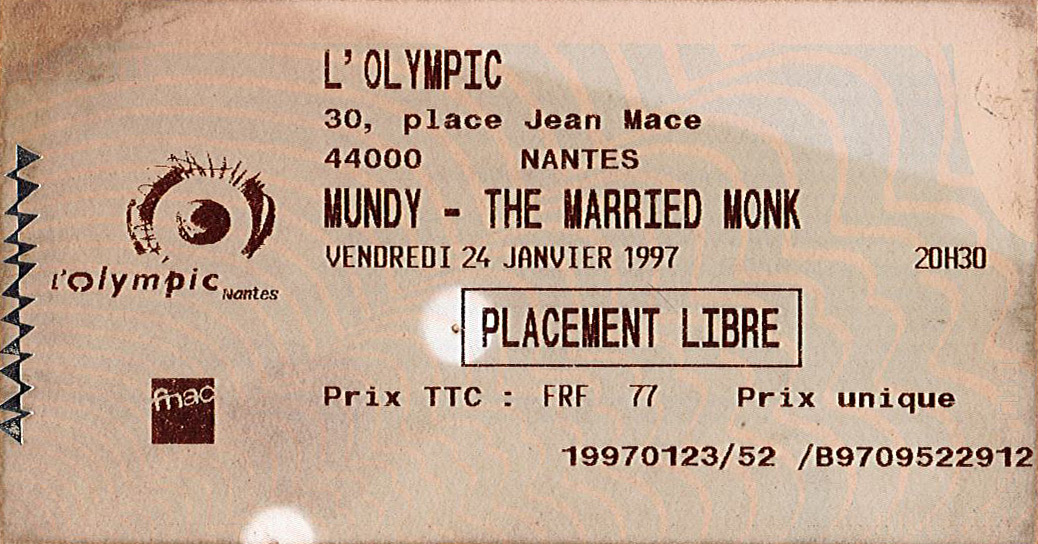 L'OLYMPIC
30, place Jean Mace
44000 NANTES
MUNDY - THE MARRIED MONK
VENDREDI 24 JANVIER 1997 20H30
l'Olympic Nantes
PLACEMENT LIBRE
fnac
Prix TTC : FRF 77 Prix unique
19970123/52 /B9709522912